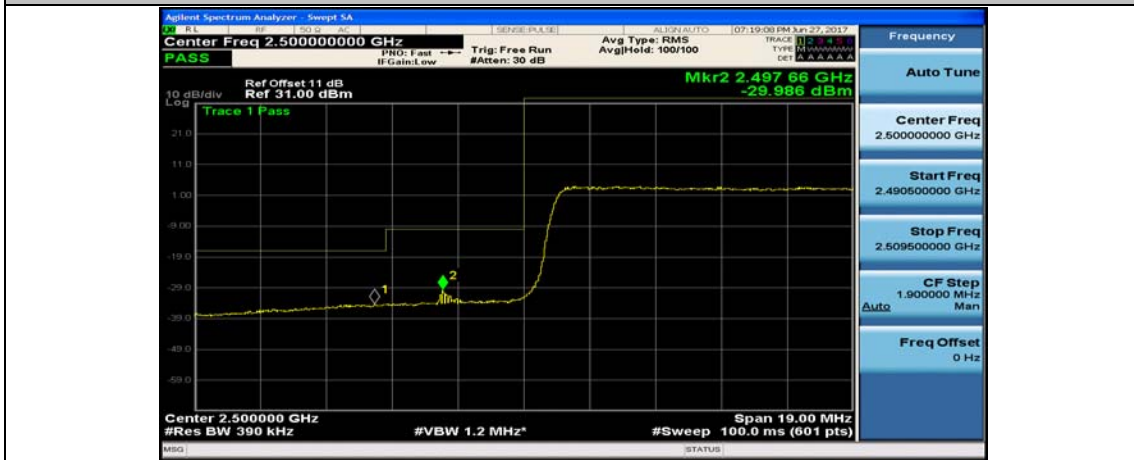 Agilent Spectrum Analyzer - Swept SA
RL RF 50 Ω AC SENSE:PULSE ALIGN AUTO 07:19:08 PM Jun 27, 2017
Center Freq 2.500000000 GHz
PASS
PNO: Fast
IFGain:Low
Trig: Free Run
#Atten: 30 dB
Avg Type: RMS
Avg|Hold: 100/100
TRACE 1 2 3 4 5 6
TYPE M
DET A A A A A A
Ref Offset 11 dB
Ref 31.00 dBm
10 dB/div
Log
Mkr2 2.497 66 GHz
-29.986 dBm
Trace 1 Pass
21.0
11.0
1.00
-9.00
-19.0
-29.0
-39.0
-49.0
-59.0
1
2
Center 2.500000 GHz
Span 19.00 MHz
#Res BW 390 kHz
#VBW 1.2 MHz*
#Sweep 100.0 ms (601 pts)
MSG
STATUS
Frequency
Auto Tune
Center Freq
2.500000000 GHz
Start Freq
2.490500000 GHz
Stop Freq
2.509500000 GHz
CF Step
1.900000 MHz
Auto Man
Freq Offset
0 Hz